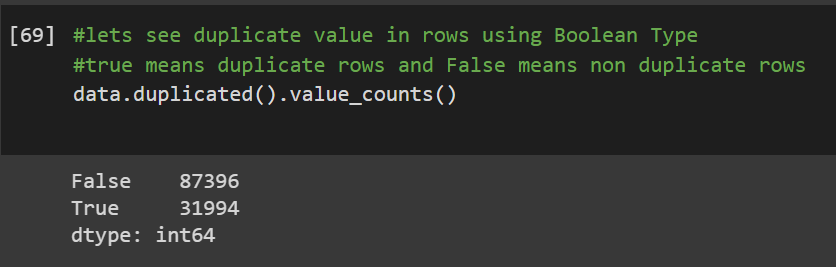 [69] #lets see duplicate value in rows using Boolean Type
#true means duplicate rows and False means non duplicate rows
data.duplicated().value_counts()
False    87396
True     31994
dtype: int64